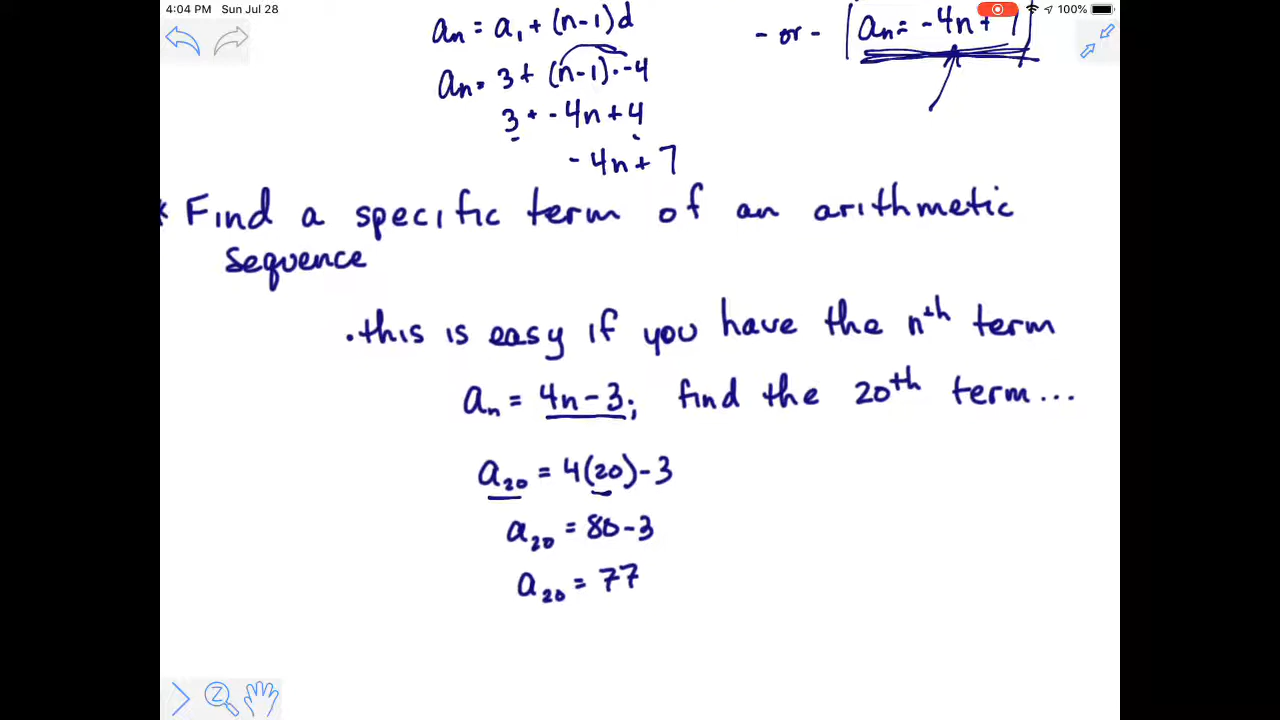 4:04 PM Sun Jul 28 100%
aₙ = a₁ + (n-1)d
- or - aₙ = -4n + 7
aₙ = 3 + (n-1)·-4
3 + -4n + 4
-4n + 7
* Find a specific term of an arithmetic
sequence
. this is easy if you have the nᵗʰ term
aₙ = 4n - 3; find the 20ᵗʰ term...
a₂₀ = 4(20) - 3
a₂₀ = 80 - 3
a₂₀ = 77
Z